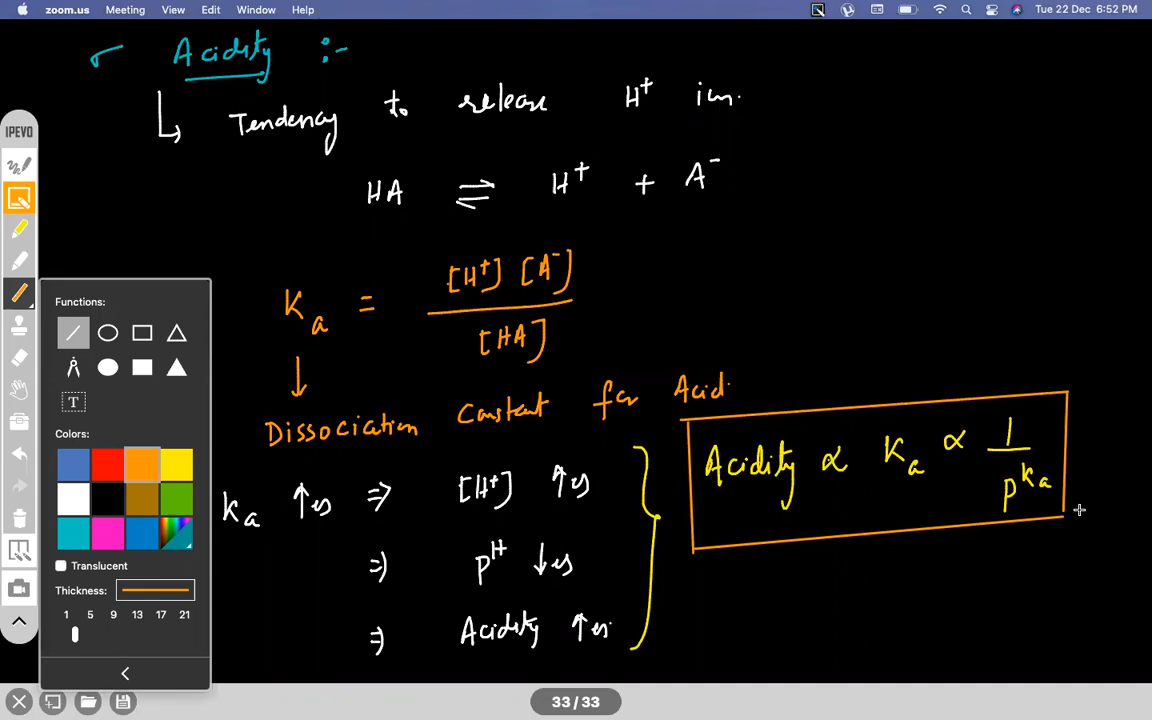 zoom.us Meeting View Edit Window Help Tue 22 Dec 6:52 PM
Acidity :-
Tendency to release H⁺ ion.
HA ⇌ H⁺ + A⁻
IPEVO
Kₐ = [H⁺] [A⁻] / [HA]
Functions:
T
↓
Dissociation Constant for Acid
Colors:
Acidity ∝ Kₐ ∝ 1 / pᴷᵃ
Kₐ ↑es ⇒ [H⁺] ↑es
⇒ pᴴ ↓es
⇒ Acidity ↑es
Translucent
Thickness:
1 5 9 13 17 21
33/33